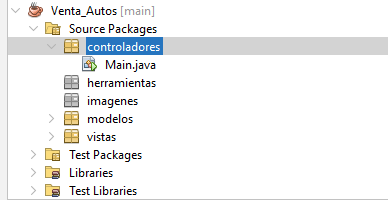 Venta_Autos [main]
Source Packages
controladores
Main.java
herramientas
imagenes
modelos
vistas
Test Packages
Libraries
Test Libraries